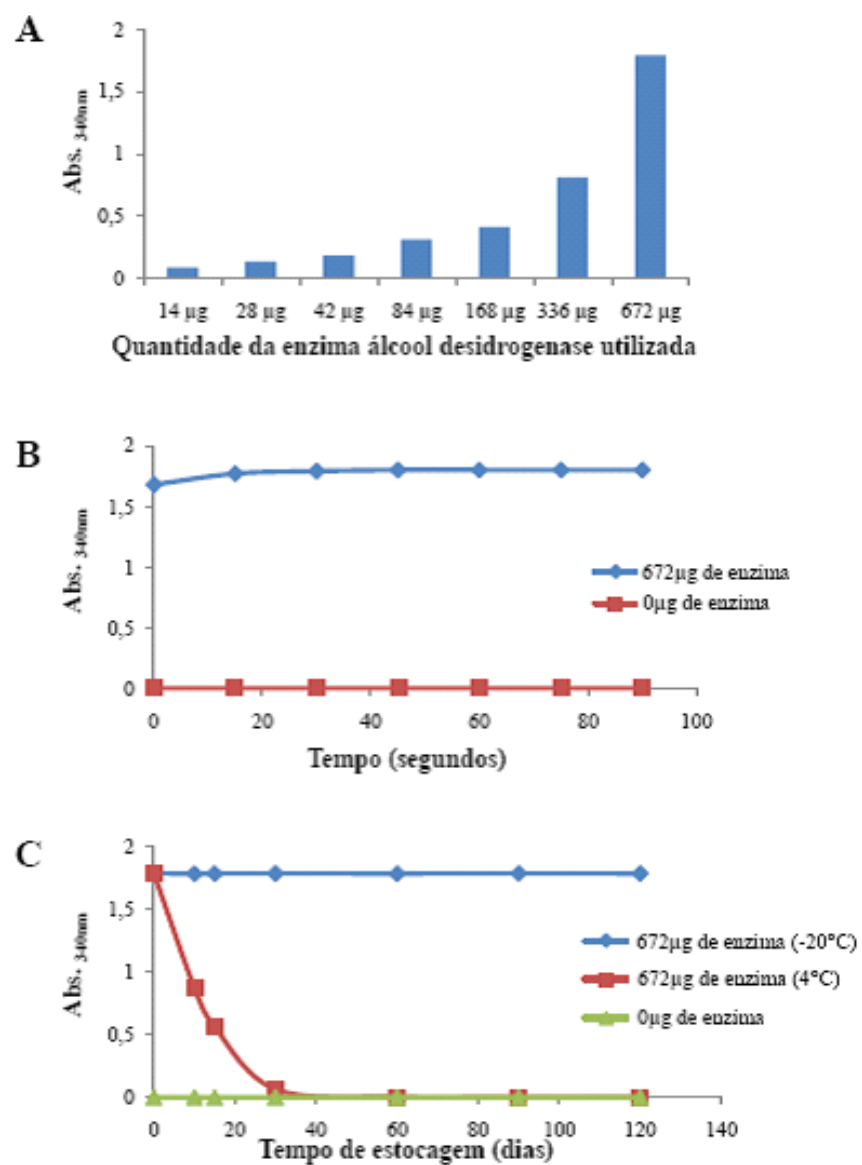 A
2
1,5
1
0,5
0
Abs. 340nm
14 µg 28 µg 42 µg 84 µg 168 µg 336 µg 672 µg
Quantidade da enzima álcool desidrogenase utilizada
B
2
1,5
1
0,5
0
Abs. 340nm
672µg de enzima
0µg de enzima
0 20 40 60 80 100
Tempo (segundos)
C
2
1,5
1
0,5
0
Abs. 340nm
672µg de enzima (-20°C)
672µg de enzima (4°C)
0µg de enzima
0 20 40 60 80 100 120 140
Tempo de estocagem (dias)